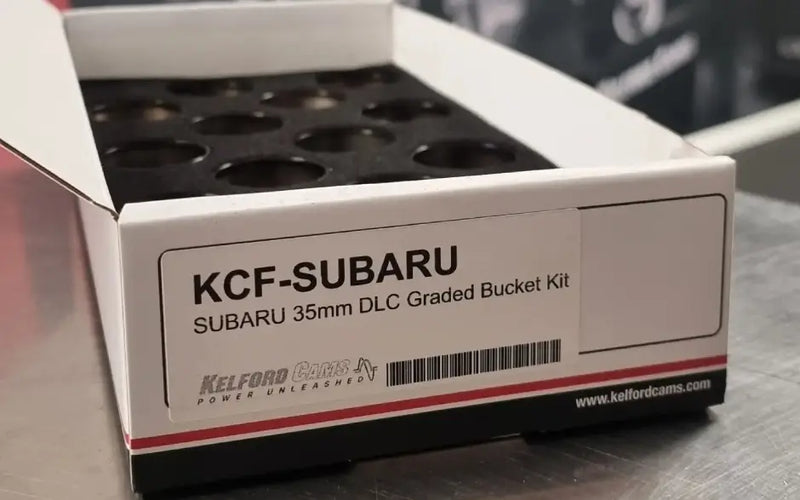 KCF-SUBARU
SUBARU 35mm DLC Graded Bucket Kit
KELFORD CAMS
POWER UNLEASHED
www.kelfordcams.com